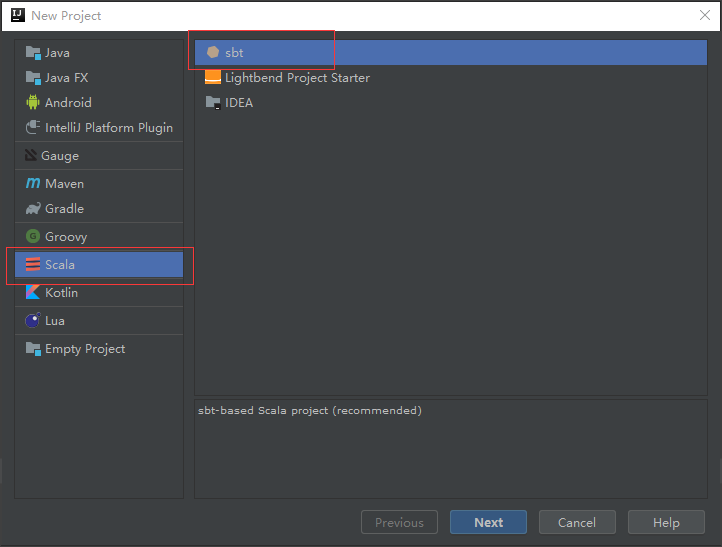 New Project
Java
Java FX
Android
IntelliJ Platform Plugin
Gauge
Maven
Gradle
Groovy
Scala
Kotlin
Lua
Empty Project
sbt
Lightbend Project Starter
IDEA
sbt-based Scala project (recommended)
Previous
Next
Cancel
Help